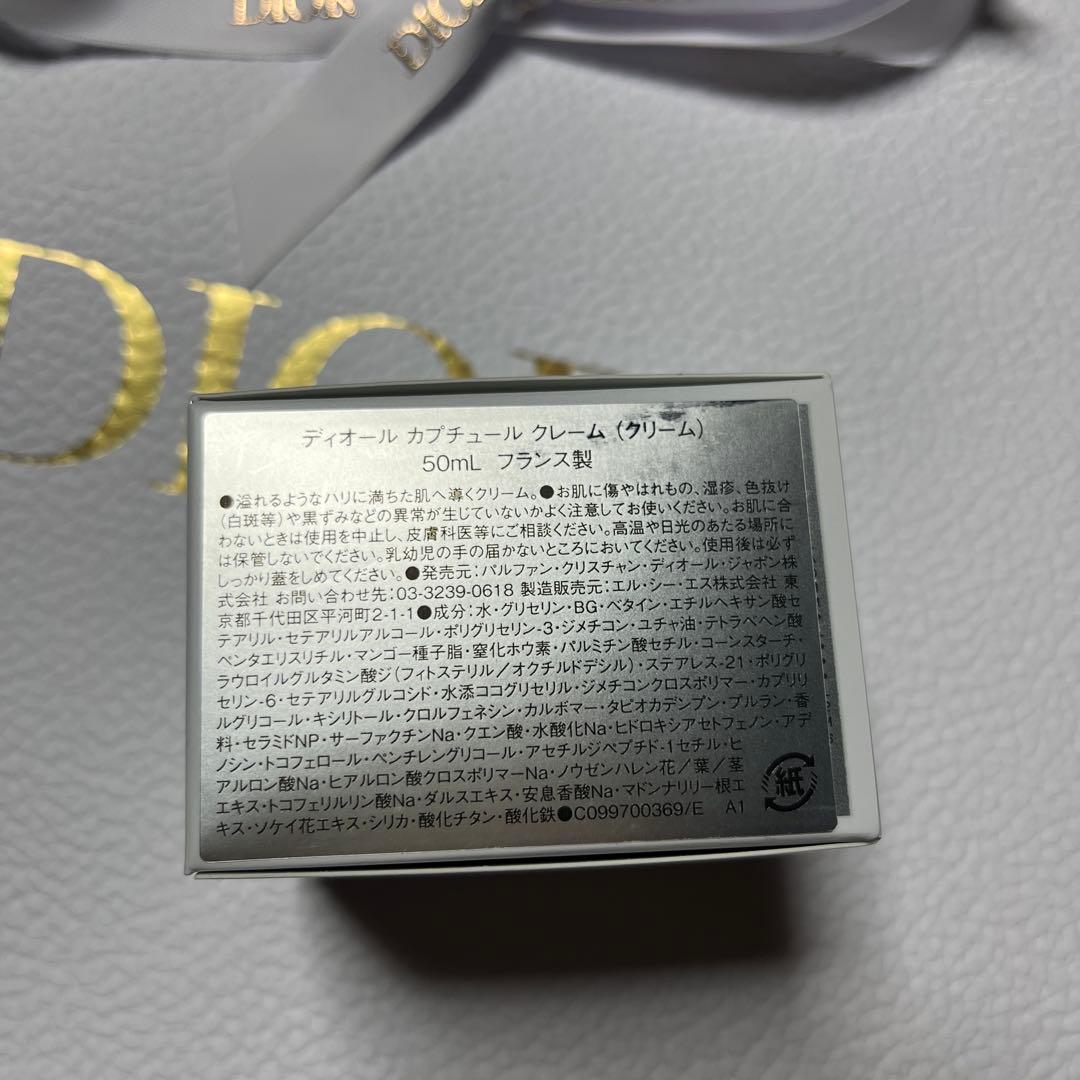 DIOR
DIOR
DIO
ディオール カプチュール クレーム (クリーム)
50mL フランス製
●溢れるようなハリに満ちた肌へ導くクリーム。●お肌に傷やはれもの、湿疹、色抜け
(白斑等)や黒ずみなどの異常が生じていないかよく注意してお使いください。お肌に合
わないときは使用を中止し、皮膚科医等にご相談ください。高温や日光のあたる場所に
は保管しないでください。乳幼児の手の届かないところにおいてください。使用後は必ず
しっかり蓋をしめてください。●発売元:パルファン・クリスチャン・ディオール・ジャポン株
式会社 お問い合わせ先:03-3239-0618 製造販売元:エル・シー・エス株式会社 東
京都千代田区平河町2-1-1●成分:水・グリセリン・BG・ベタイン・エチルヘキサン酸セ
テアリル・セテアリルアルコール・ポリグリセリン-3・ジメチコン・ユチャ油・テトラベヘン酸
ペンタエリスリチル・マンゴー種子脂・窒化ホウ素・パルミチン酸セチル・コーンスターチ・
ラウロイルグルタミン酸ジ(フィトステリル/オクチルドデシル)・ステアレス-21・ポリグリ
セリン-6・セテアリルグルコシド・水添ココグリセリル・ジメチコンクロスポリマー・カプリリ
ルグリコール・キシリトール・クロルフェネシン・カルボマー・タピオカデンプン・プルラン・香
料・セラミドNP・サーファクチンNa・クエン酸・水酸化Na・ヒドロキシアセトフェノン・アデ
ノシン・トコフェロール・ペンチレングリコール・アセチルジペプチド-1セチル・ヒ
アルロン酸Na・ヒアルロン酸クロスポリマーNa・ノウゼンハレン花/葉/茎
エキス・トコフェリルリン酸Na・ダルスエキス・安息香酸Na・マドンナリリー根エ
キス・ソケイ花エキス・シリカ・酸化チタン・酸化鉄●C099700369/E A1
紙